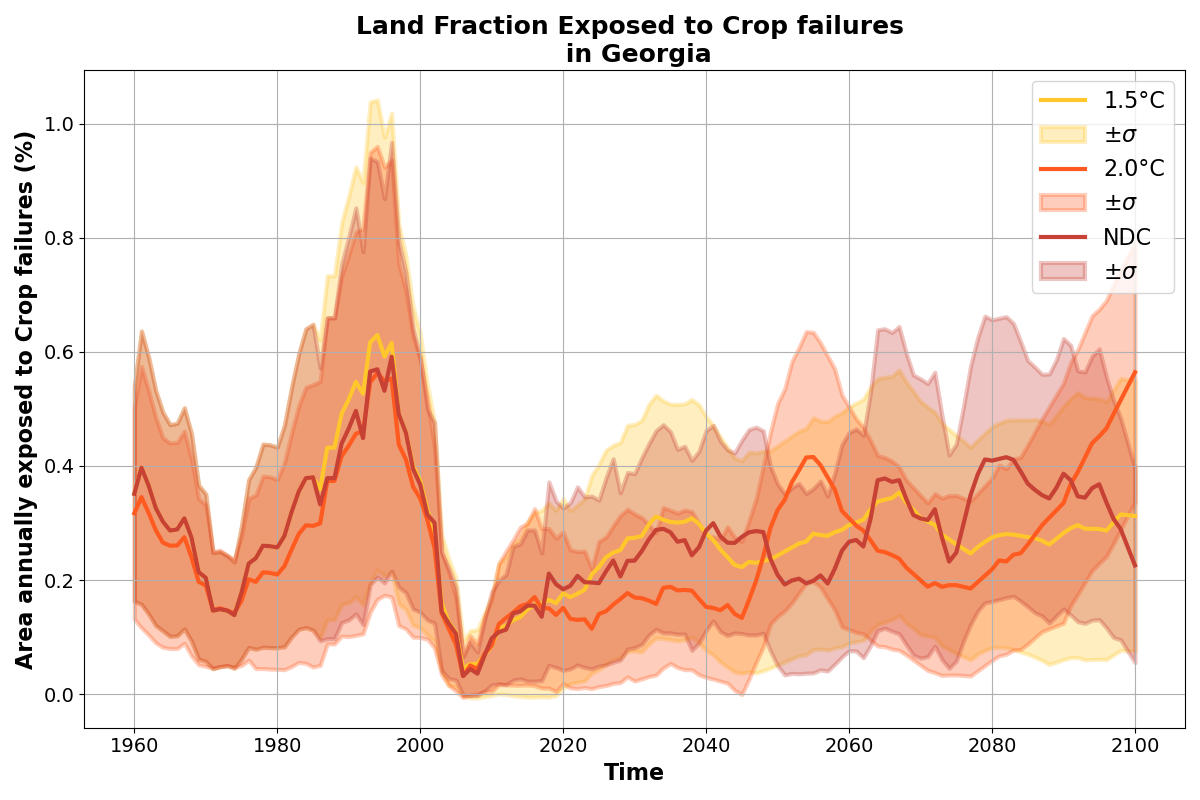 Land Fraction Exposed to Crop failures
in Georgia
Area annually exposed to Crop failures (%)
1.0
0.8
0.6
0.4
0.2
0.0
1.5°C
±σ
2.0°C
±σ
NDC
±σ
1960 1980 2000 2020 2040 2060 2080 2100
Time